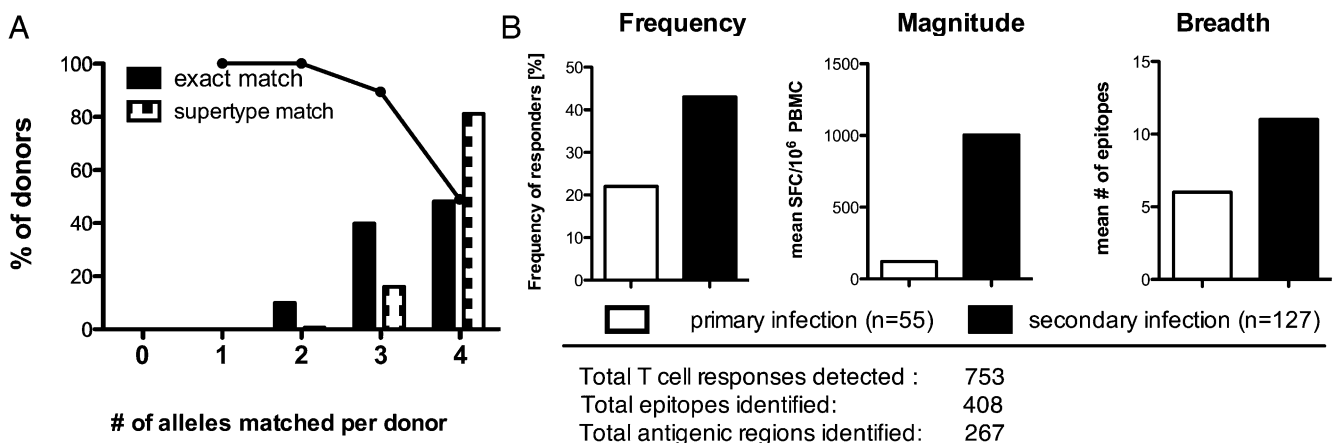 A
% of donors
100
80
60
40
20
0
exact match
supertype match
0 1 2 3 4
# of alleles matched per donor
B
Frequency
Frequency of responders [%]
50
40
30
20
10
0
Magnitude
mean SFC/10⁶ PBMC
1500
1000
500
0
Breadth
mean # of epitopes
15
10
5
0
primary infection (n=55)
secondary infection (n=127)
Total T cell responses detected : 753
Total epitopes identified: 408
Total antigenic regions identified: 267